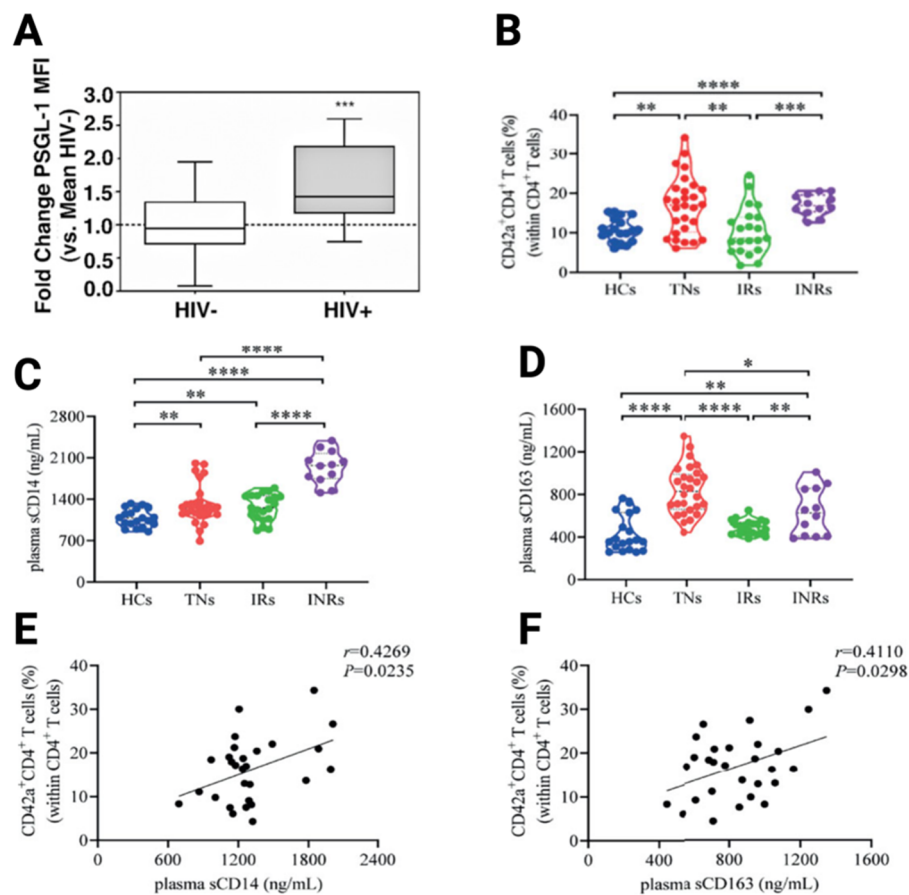 A
Fold Change PSGL-1 MFI
(vs. Mean HIV-)
3.0
2.5
2.0
1.5
1.0
0.5
0.0
***
HIV-
HIV+
B
CD42a⁺CD4⁺ T cells (%)
(within CD4⁺ T cells)
40
30
20
10
0
****
** ** ***
HCs TNs IRs INRs
C
plasma sCD14 (ng/mL)
2800
2100
1400
700
0
****
****
**
** ****
HCs TNs IRs INRs
D
plasma sCD163 (ng/mL)
1600
1200
800
400
0
*
**
**** **** **
HCs TNs IRs INRs
E
CD42a⁺CD4⁺ T cells (%)
(within CD4⁺ T cells)
r=0.4269
P=0.0235
40
30
20
10
0
0 600 1200 1800 2400
plasma sCD14 (ng/mL)
F
CD42a⁺CD4⁺ T cells (%)
(within CD4⁺ T cells)
r=0.4110
P=0.0298
40
30
20
10
0
0 400 800 1200 1600
plasma sCD163 (ng/mL)